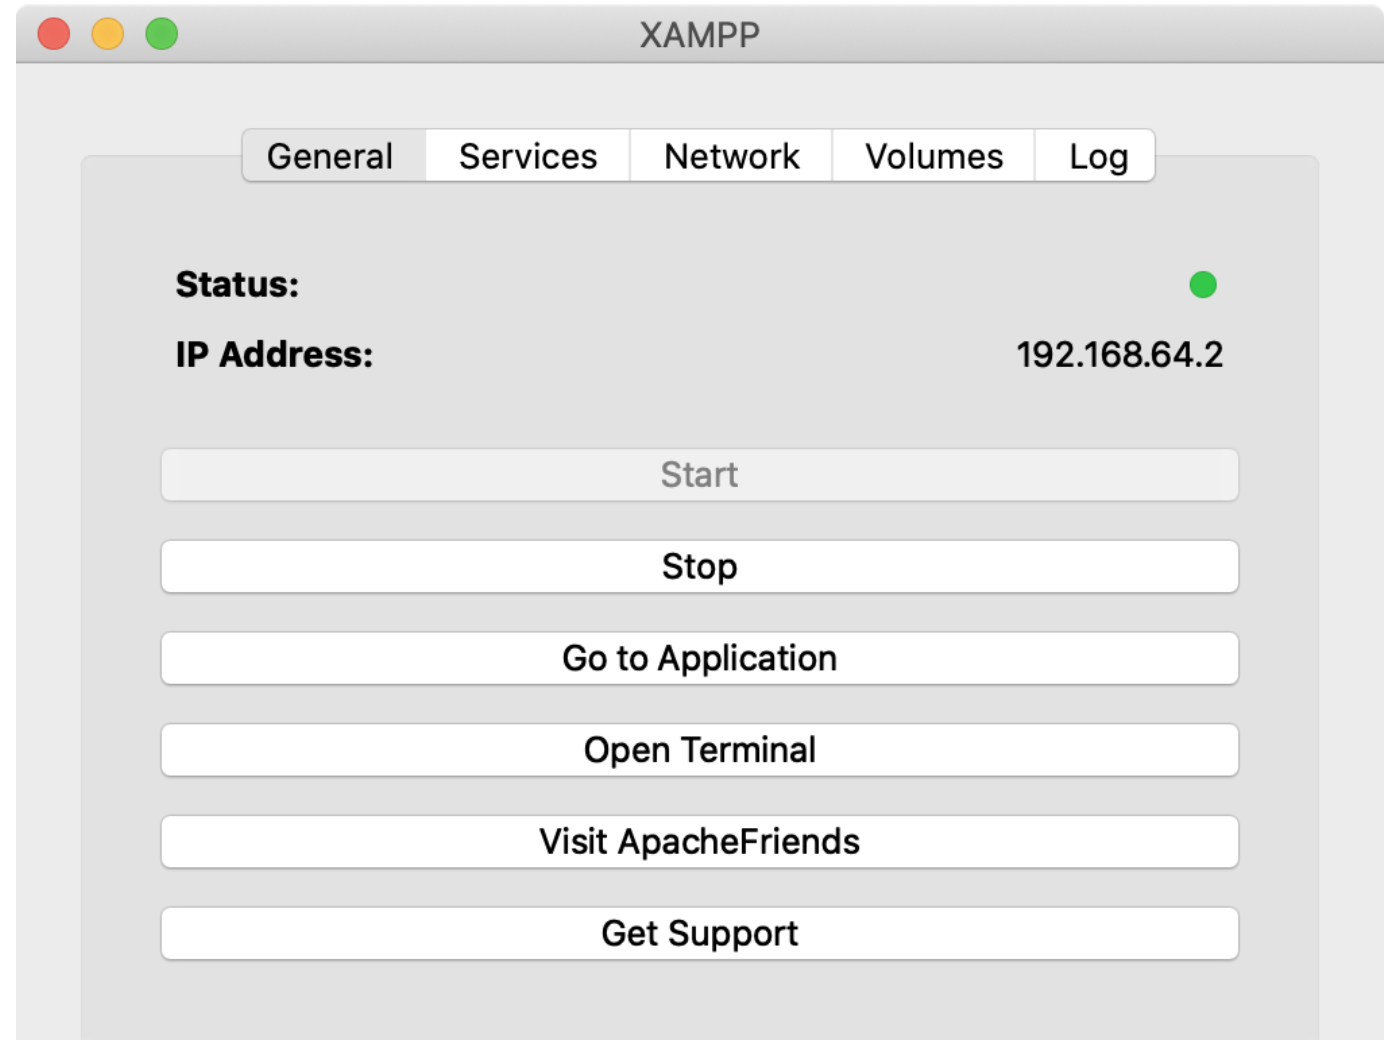 XAMPP
General Services Network Volumes Log
Status:
IP Address: 192.168.64.2
Start
Stop
Go to Application
Open Terminal
Visit ApacheFriends
Get Support